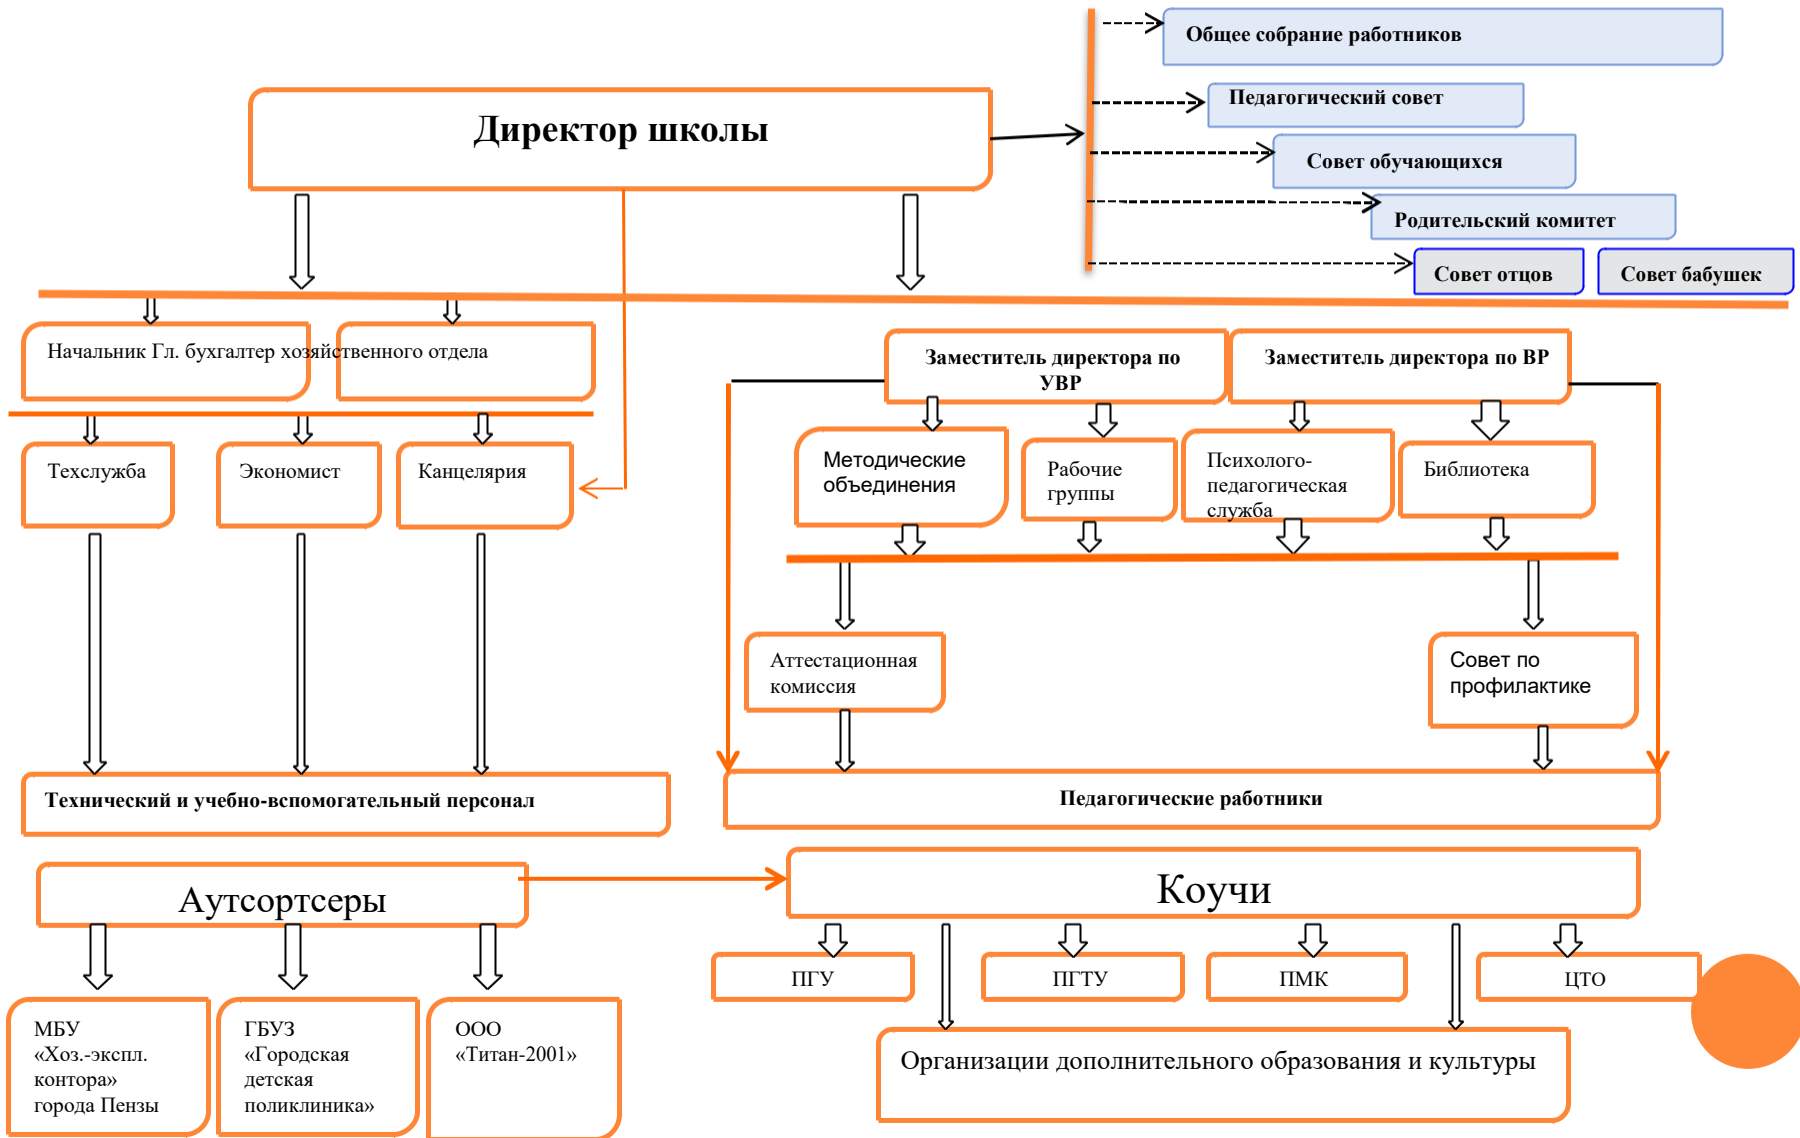 Общее собрание работников
Педагогический совет
Директор школы
Совет обучающихся
Родительский комитет
Совет отцов
Совет бабушек
Начальник Гл. бухгалтер хозяйственного отдела
Заместитель директора по
УВР
Заместитель директора по ВР
Техслужба
Экономист
Канцелярия
Методические
объединения
Рабочие
группы
Психолого-
педагогическая
служба
Библиотека
Аттестационная
комиссия
Совет по
профилактике
Технический и учебно-вспомогательный персонал
Педагогические работники
Аутсортсеры
Коучи
ПГУ
ПГТУ
ПМК
ЦТО
МБУ
«Хоз.-экспл.
контора»
города Пензы
ГБУЗ
«Городская
детская
поликлиника»
ООО
«Титан-2001»
Организации дополнительного образования и культуры